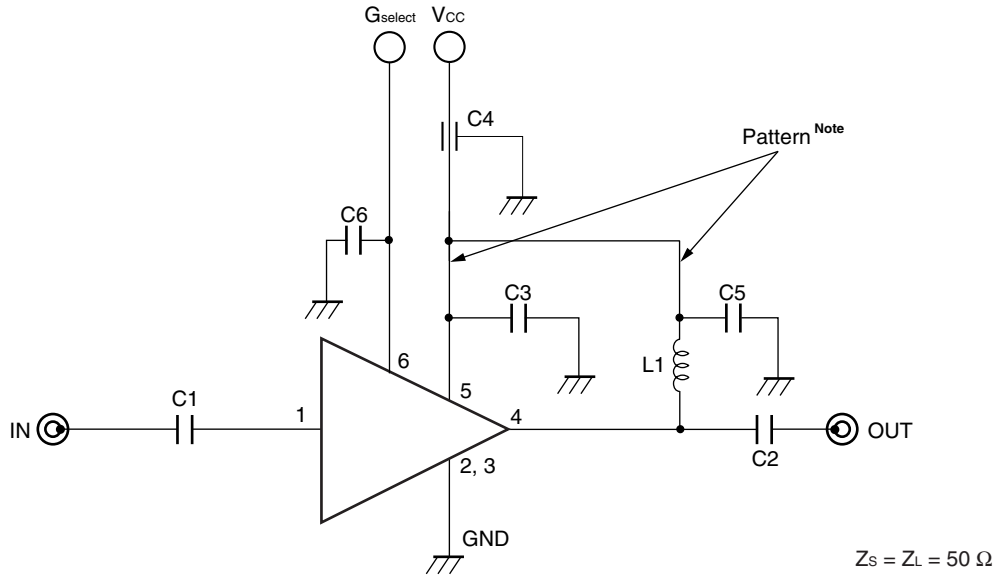 Gselect
VCC
C4
Pattern Note
C6
C3
C5
6
L1
5
C1
1
4
IN
OUT
C2
2, 3
GND
ZS = ZL = 50 Ω